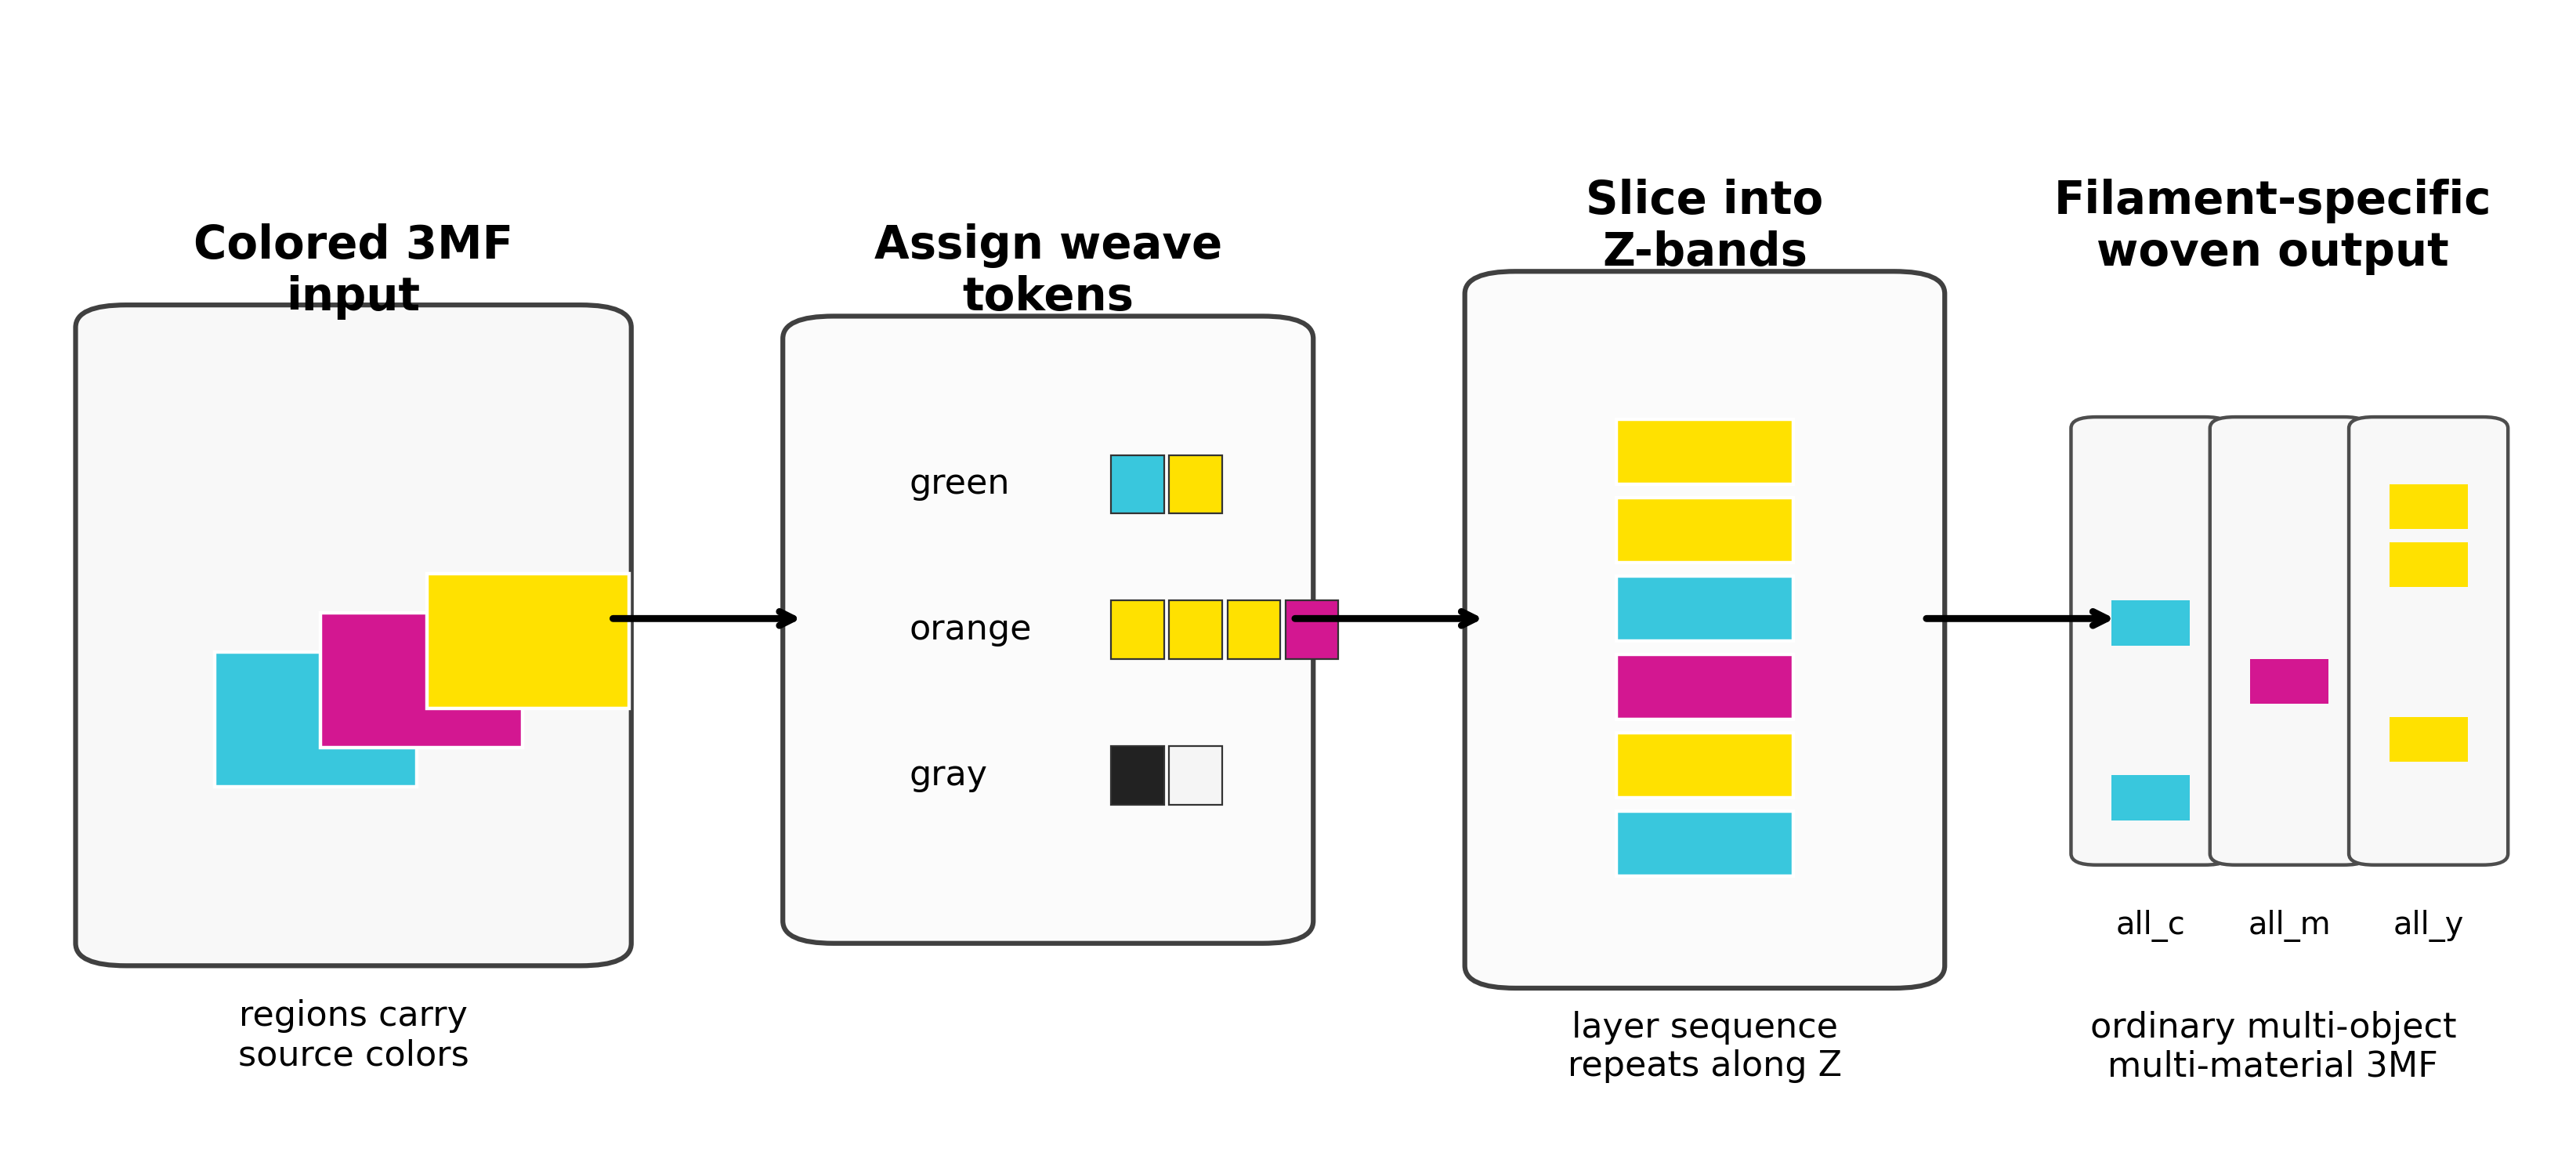 Colored 3MF
input
regions carry
source colors
Assign weave
tokens
green
orange
gray
Slice into
Z-bands
layer sequence
repeats along Z
Filament-specific
woven output
all_c
all_m
all_y
ordinary multi-object
multi-material 3MF